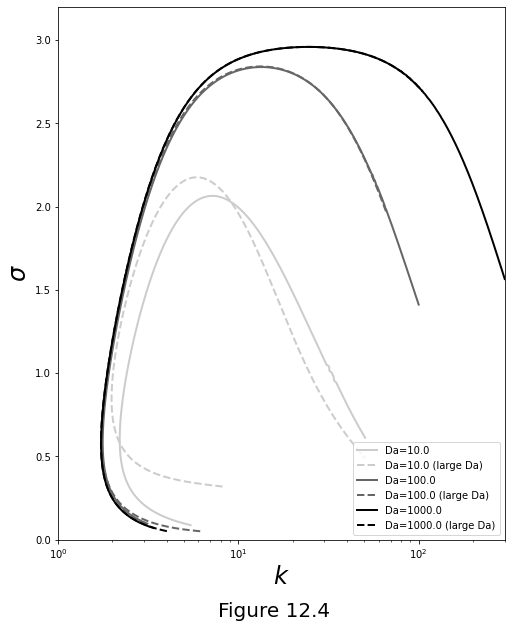 3.0
2.5
2.0
1.5
1.0
0.5
0.0
σ
10⁰
10¹
10²
k
Da=10.0
Da=10.0 (large Da)
Da=100.0
Da=100.0 (large Da)
Da=1000.0
Da=1000.0 (large Da)
Figure 12.4